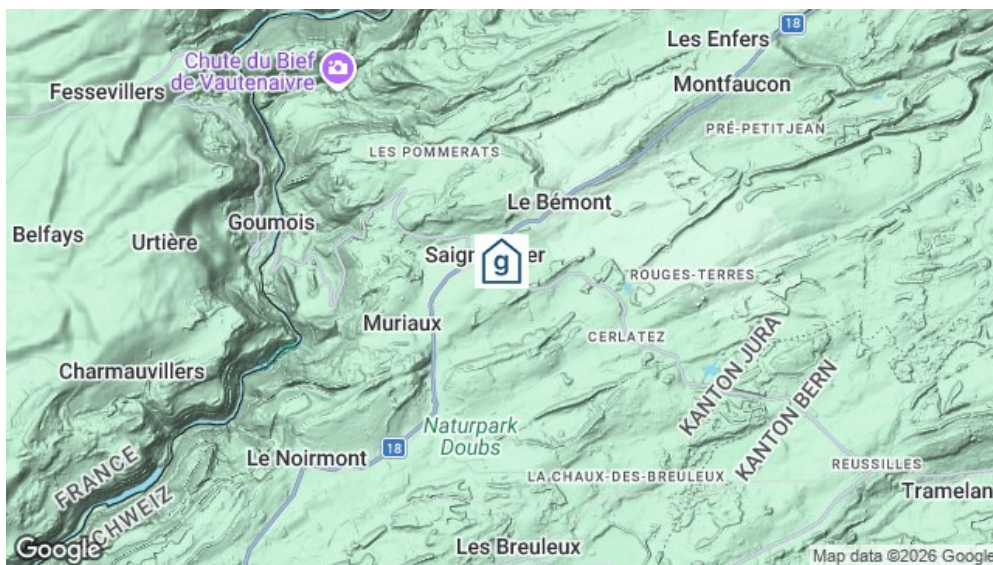 18
Les Enfers
Chute du Bief
de Vautenaivre
Fessevillers
Montfaucon
PRÉ-PETITJEAN
LES POMMERATS
Le Bémont
Goumois
Belfays
Urtière
g
ROUGES-TERRES
Muriaux
CERLATEZ
KANTON JURA
KANTON BERN
Charmauvillers
Naturpark
Doubs
18
Le Noirmont
FRANCE
LA CHAUX-DES-BREULEUX
REUSSILLES
Tramelan
Les Breuleux
Google
Map data ©2026 Google